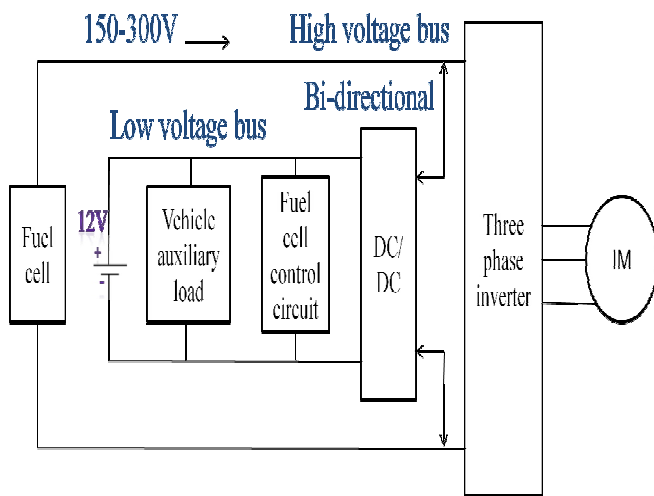 150-300V
High voltage bus
Bi-directional
Low voltage bus
12V
+
-
Fuel
cell
Vehicle
auxiliary
load
Fuel
cell
control
circuit
DC/
DC
Three
phase
inverter
IM